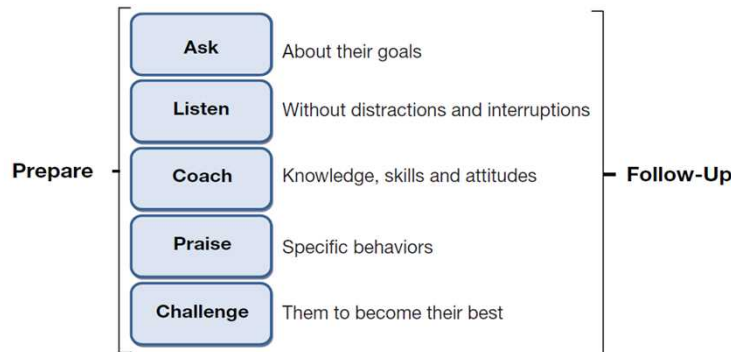 Ask
About their goals
Listen
Without distractions and interruptions
Prepare
Coach
Knowledge, skills and attitudes
Follow-Up
Praise
Specific behaviors
Challenge
Them to become their best